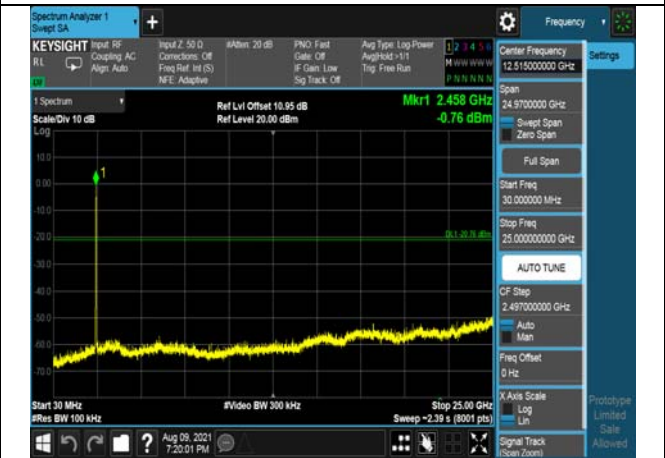 Spectrum Analyzer 1
Swept SA
+
Frequency
KEYSIGHT
RL
Input: RF
Coupling: AC
Align: Auto
Input Z: 50 Ω
Corrections: Off
Freq Ref: Int (S)
NFE: Adaptive
#Atten: 20 dB
PNO: Fast
Gate: Off
IF Gain: Low
Sig Track: Off
Avg Type: Log-Power
Avg|Hold:>1/1
Trig: Free Run
1 2 3 4 5 6
M W W W W W
P N N N N N
1 Spectrum
Scale/Div 10 dB
Log
Ref Lvl Offset 10.95 dB
Ref Level 20.00 dBm
Mkr1 2.458 GHz
-0.76 dBm
10.0
0.00
-10.0
-20.0
-30.0
-40.0
-50.0
-60.0
-70.0
1
DL1 -20.76 dBm
Start 30 MHz
#Res BW 100 kHz
#Video BW 300 kHz
Stop 25.00 GHz
Sweep ~2.39 s (8001 pts)
Center Frequency
12.515000000 GHz
Settings
Span
24.9700000 GHz
Swept Span
Zero Span
Full Span
Start Freq
30.000000 MHz
Stop Freq
25.000000000 GHz
AUTO TUNE
CF Step
2.497000000 GHz
Auto
Man
Freq Offset
0 Hz
X Axis Scale
Log
Lin
Signal Track
(Span Zoom)
Prototype
Limited
Sale
Allowed
?
Aug 09, 2021
7:20:01 PM